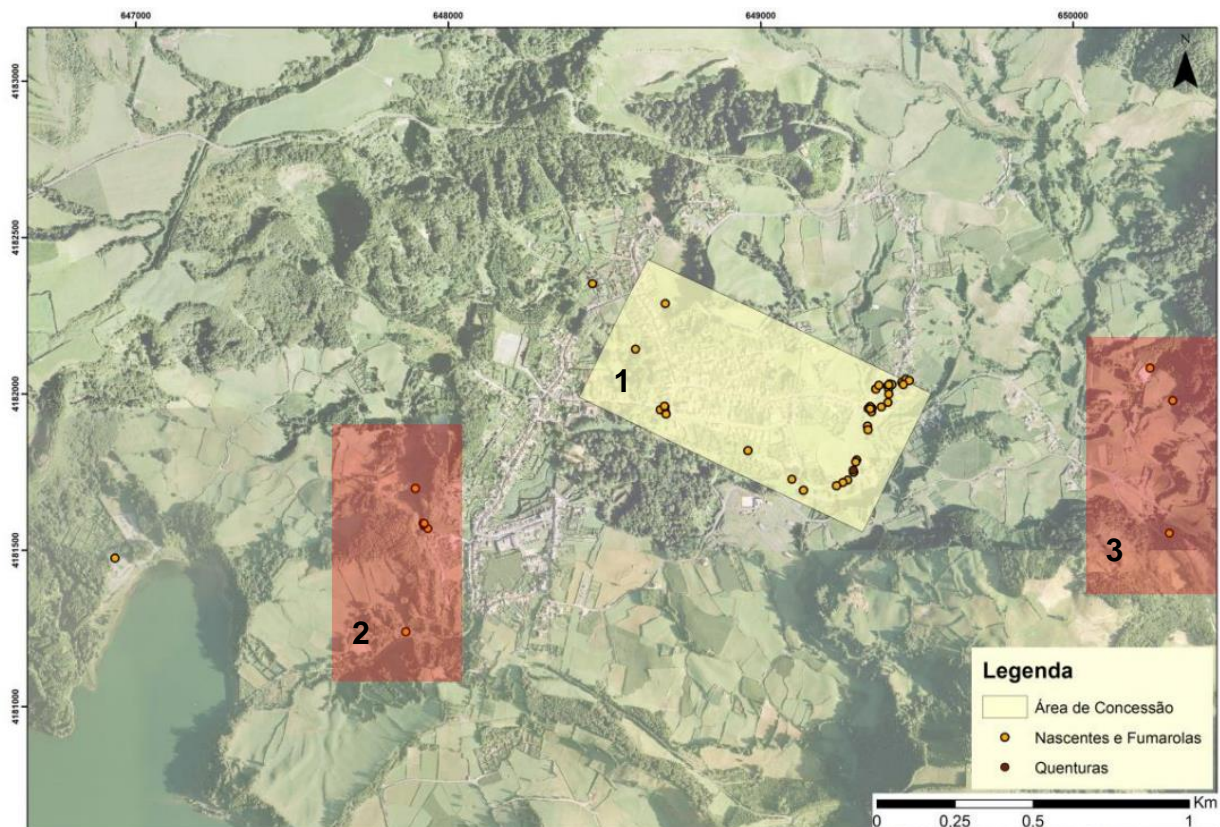 647000 648000 649000 650000
N
4183000
4182500
4182000
4181500
4181000
1
2
3
Legenda
Área de Concessão
Nascentes e Fumarolas
Quenturas
Km
0 0.25 0.5 1